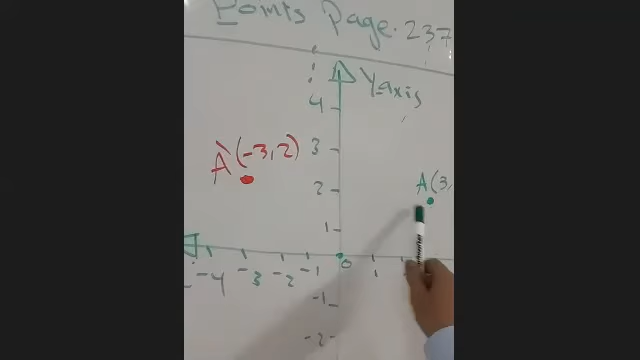 Points Page. 237
Y-axis
4
A`(-3, 2)
3
A(3,
2
1
-4 -3 -2 -1 0 1
-1
-2